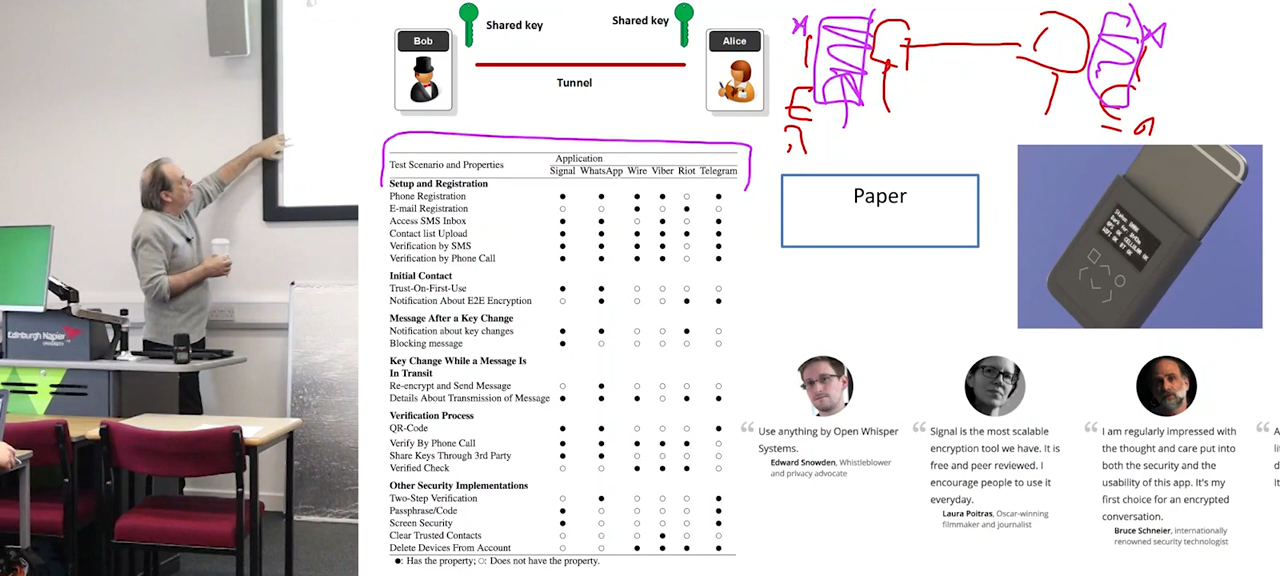 Edinburgh Napier
UNIVERSITY
Shared key
Shared key
Bob
Alice
Tunnel
Test Scenario and Properties
Application
Signal WhatsApp Wire Viber Riot Telegram
Setup and Registration
Phone Registration ● ● ● ● ○ ●
E-mail Registration ○ ○ ● ○ ● ○
Access SMS Inbox ● ● ○ ● ○ ●
Contact list Upload ● ● ● ● ● ●
Verification by SMS ● ● ● ● ○ ●
Verification by Phone Call ● ● ● ● ○ ●
Initial Contact
Trust-On-First-Use ● ● ○ ○ ○ ○
Notification About E2E Encryption ○ ● ○ ○ ● ●
Message After a Key Change
Notification about key changes ● ● ○ ○ ● ○
Blocking message ● ○ ○ ○ ○ ○
Key Change While a Message Is
In Transit
Re-encrypt and Send Message ○ ● ○ ○ ○ ○
Details About Transmission of Message ● ● ● ○ ● ●
Verification Process
QR-Code ● ● ○ ○ ○ ●
Verify By Phone Call ● ● ● ● ● ○
Share Keys Through 3rd Party ● ● ○ ○ ○ ○
Verified Check ○ ○ ● ● ● ○
Other Security Implementations
Two-Step Verification ○ ● ○ ○ ○ ●
Passphrase/Code ● ○ ○ ○ ○ ●
Screen Security ● ○ ○ ○ ○ ●
Clear Trusted Contacts ○ ○ ○ ● ○ ○
Delete Devices From Account ○ ○ ● ● ● ●
●: Has the property; ○: Does not have the property.
Paper
“ Use anything by Open Whisper
Systems.
Edward Snowden, Whistleblower
and privacy advocate
“ Signal is the most scalable
encryption tool we have. It is
free and peer reviewed. I
encourage people to use it
everyday.
Laura Poitras, Oscar-winning
filmmaker and journalist
“ I am regularly impressed with
the thought and care put into
both the security and the
usability of this app. It's my
first choice for an encrypted
conversation.
Bruce Schneier, internationally
renowned security technologist